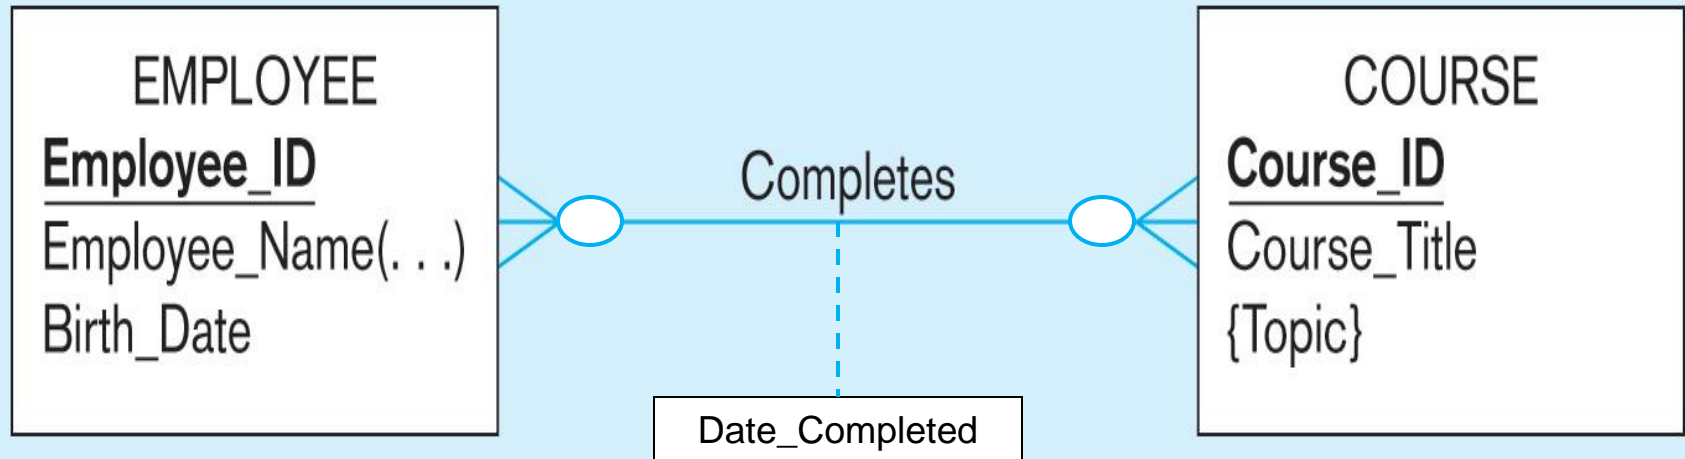 EMPLOYEE
Employee_ID
Employee_Name(. . .)
Birth_Date
Completes
Date_Completed
COURSE
Course_ID
Course_Title
{Topic}